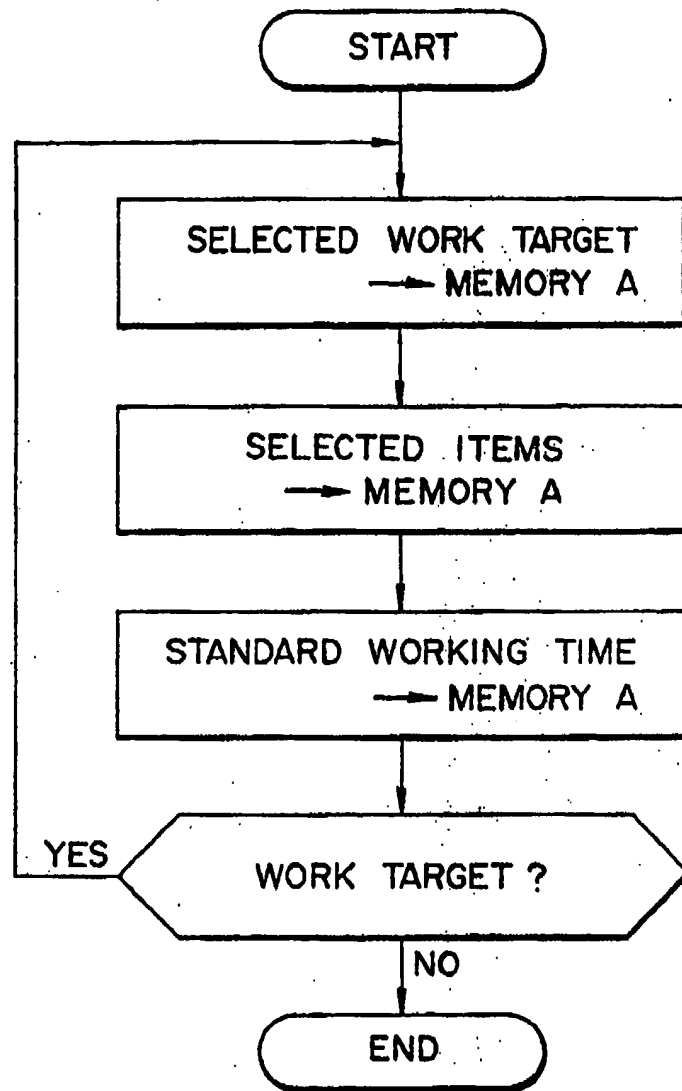 START
SELECTED WORK TARGET
→ MEMORY A
SELECTED ITEMS
→ MEMORY A
STANDARD WORKING TIME
→ MEMORY A
YES
WORK TARGET ?
NO
END